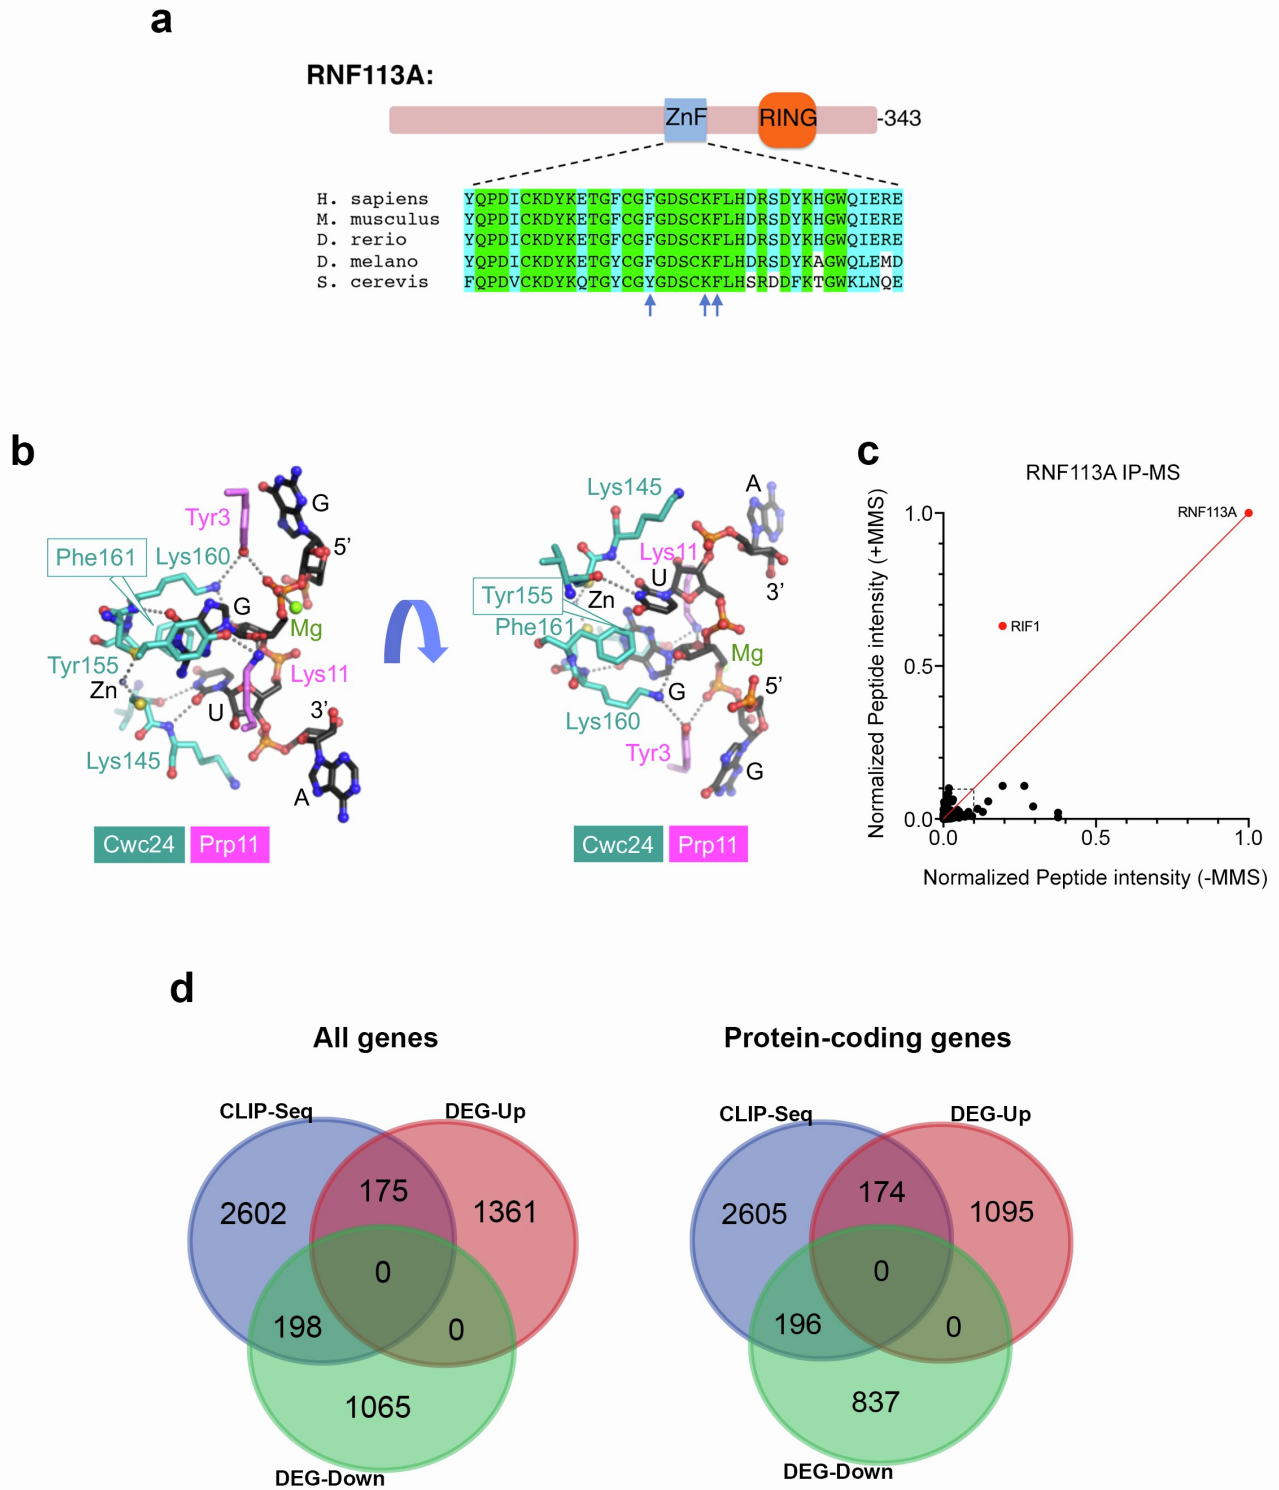 a
RNF113A:
ZnF
RING
-343
H. sapiens YQPDICKDYKETGFCGFGDSCKFLHDRSDYKHGWQIERE
M. musculus YQPDICKDYKETGFCGFGDSCKFLHDRSDYKHGWQIERE
D. rerio YQPDICKDYKETGFCGFGDSCKFLHDRSDYKHGWQIERE
D. melano YQPDICKDYKETGYCGFGDSCKFLHDRSDYKAGWQLEMD
S. cerevis FQPDVCKDYKQTGYCGYGDSCKFLHSRDDFKTGWKLNQE
b
G
Tyr3
5’
Phe161
Lys160
G
Mg
Tyr155
Lys11
Zn
U
3’
Lys145
A
Cwc24
Prp11
Lys145
A
Lys11
U
3’
Tyr155
Zn
Phe161
Mg
5’
G
Lys160
Tyr3
G
Cwc24
Prp11
c
RNF113A IP-MS
Normalized Peptide intensity (+MMS)
1.0
0.5
0.0
RNF113A
RIF1
0.0
0.5
1.0
Normalized Peptide intensity (-MMS)
d
All genes
CLIP-Seq
DEG-Up
175
2602
1361
0
198
0
1065
DEG-Down
Protein-coding genes
CLIP-Seq
DEG-Up
174
2605
1095
0
196
0
837
DEG-Down